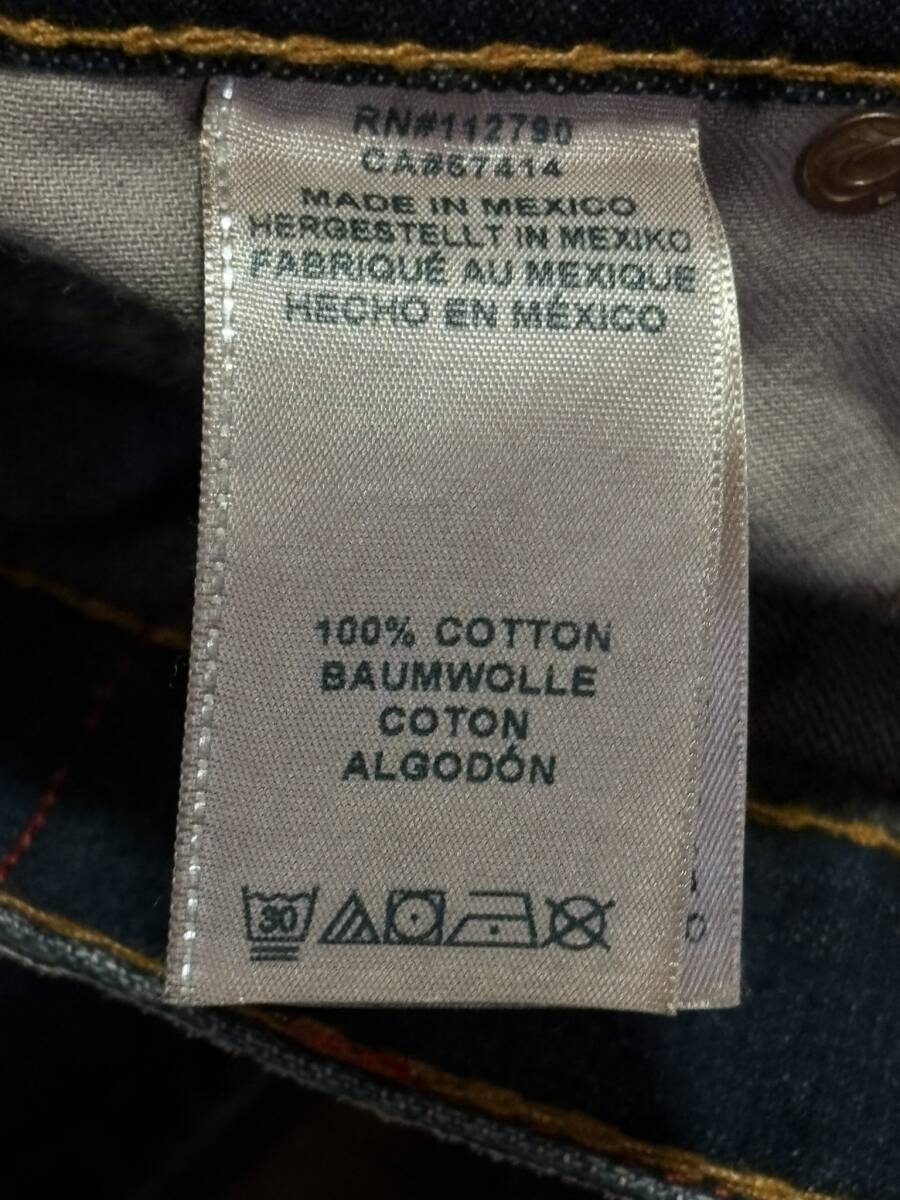 RN#112790
CA#67414
MADE IN MEXICO
HERGESTELLT IN MEXIKO
FABRIQUÉ AU MEXIQUE
HECHO EN MÉXICO
100% COTTON
BAUMWOLLE
COTON
ALGODÓN
30